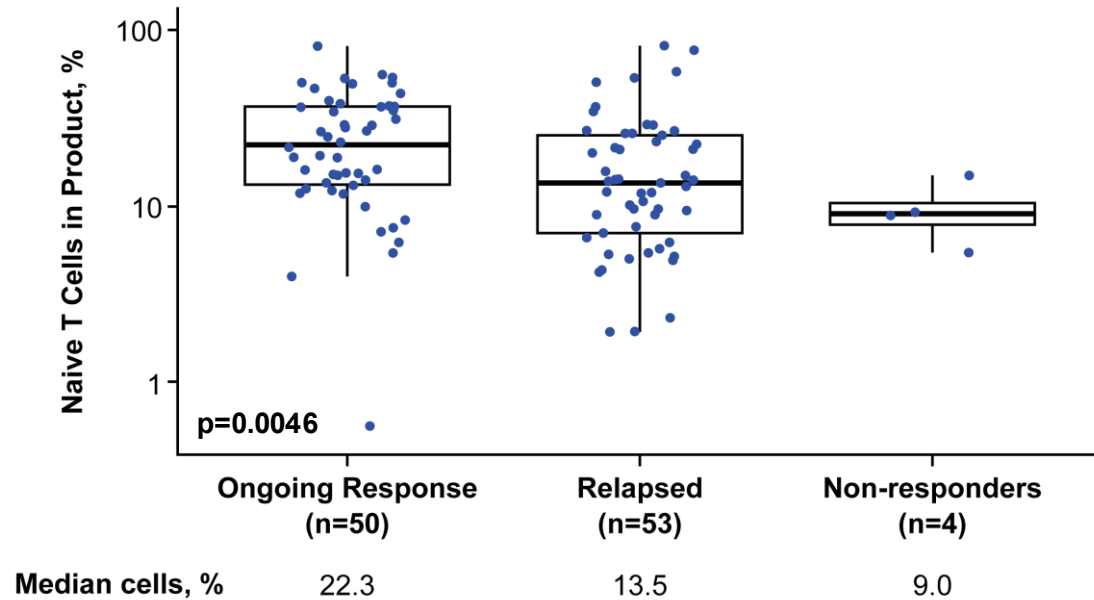 Naive T Cells in Product, %
100
10
1
p=0.0046
Ongoing Response Relapsed Non-responders
(n=50) (n=53) (n=4)
Median cells, % 22.3 13.5 9.0